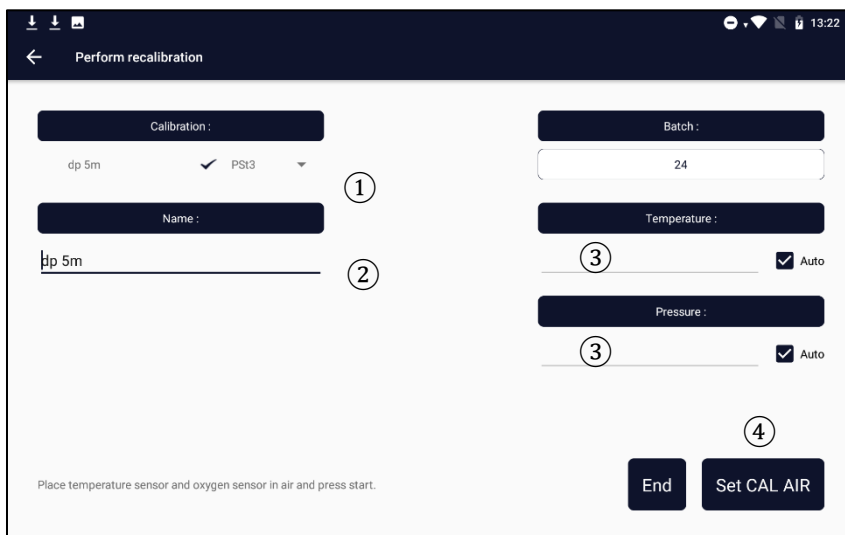 13:22
Perform recalibration
Calibration :
dp 5m PSt3
①
Name :
dp 5m
②
Batch :
24
Temperature :
③ Auto
Pressure :
③ Auto
④
Place temperature sensor and oxygen sensor in air and press start.
End Set CAL AIR